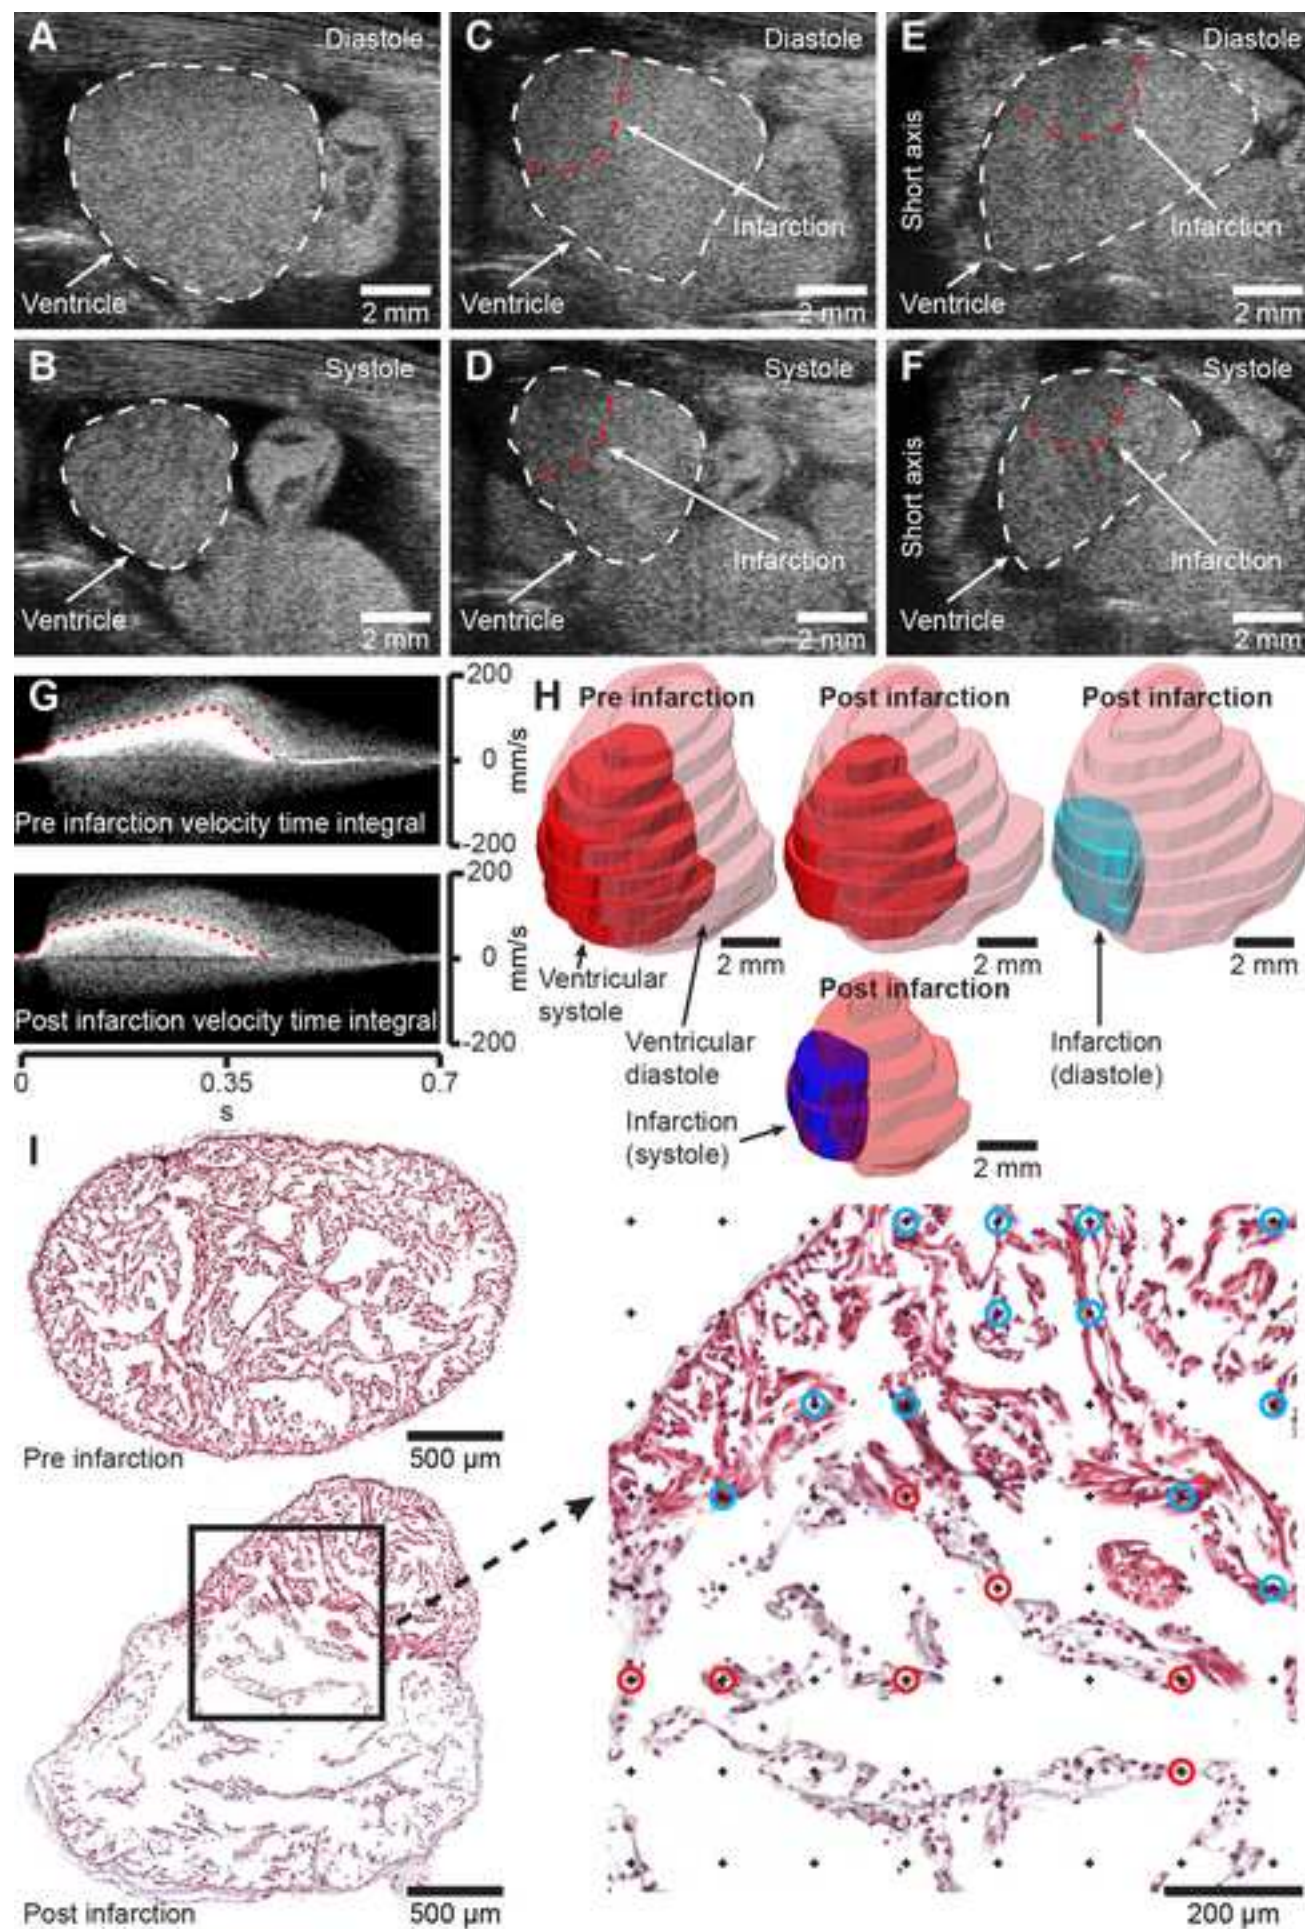 A
Diastole
Ventricle
2 mm
C
Diastole
Infarction
Ventricle
2 mm
E
Diastole
Short axis
Infarction
Ventricle
2 mm
B
Systole
Ventricle
2 mm
D
Systole
Infarction
Ventricle
2 mm
F
Systole
Short axis
Infarction
Ventricle
2 mm
G
200
0
-200
mm/s
Pre infarction velocity time integral
200
0
-200
mm/s
Post infarction velocity time integral
0
0.35
0.7
s
H
Pre infarction
Post infarction
Post infarction
2 mm
2 mm
2 mm
Ventricular
systole
Ventricular
diastole
Post infarction
Infarction
(diastole)
Infarction
(systole)
2 mm
I
Pre infarction
500 µm
Post infarction
500 µm
200 µm